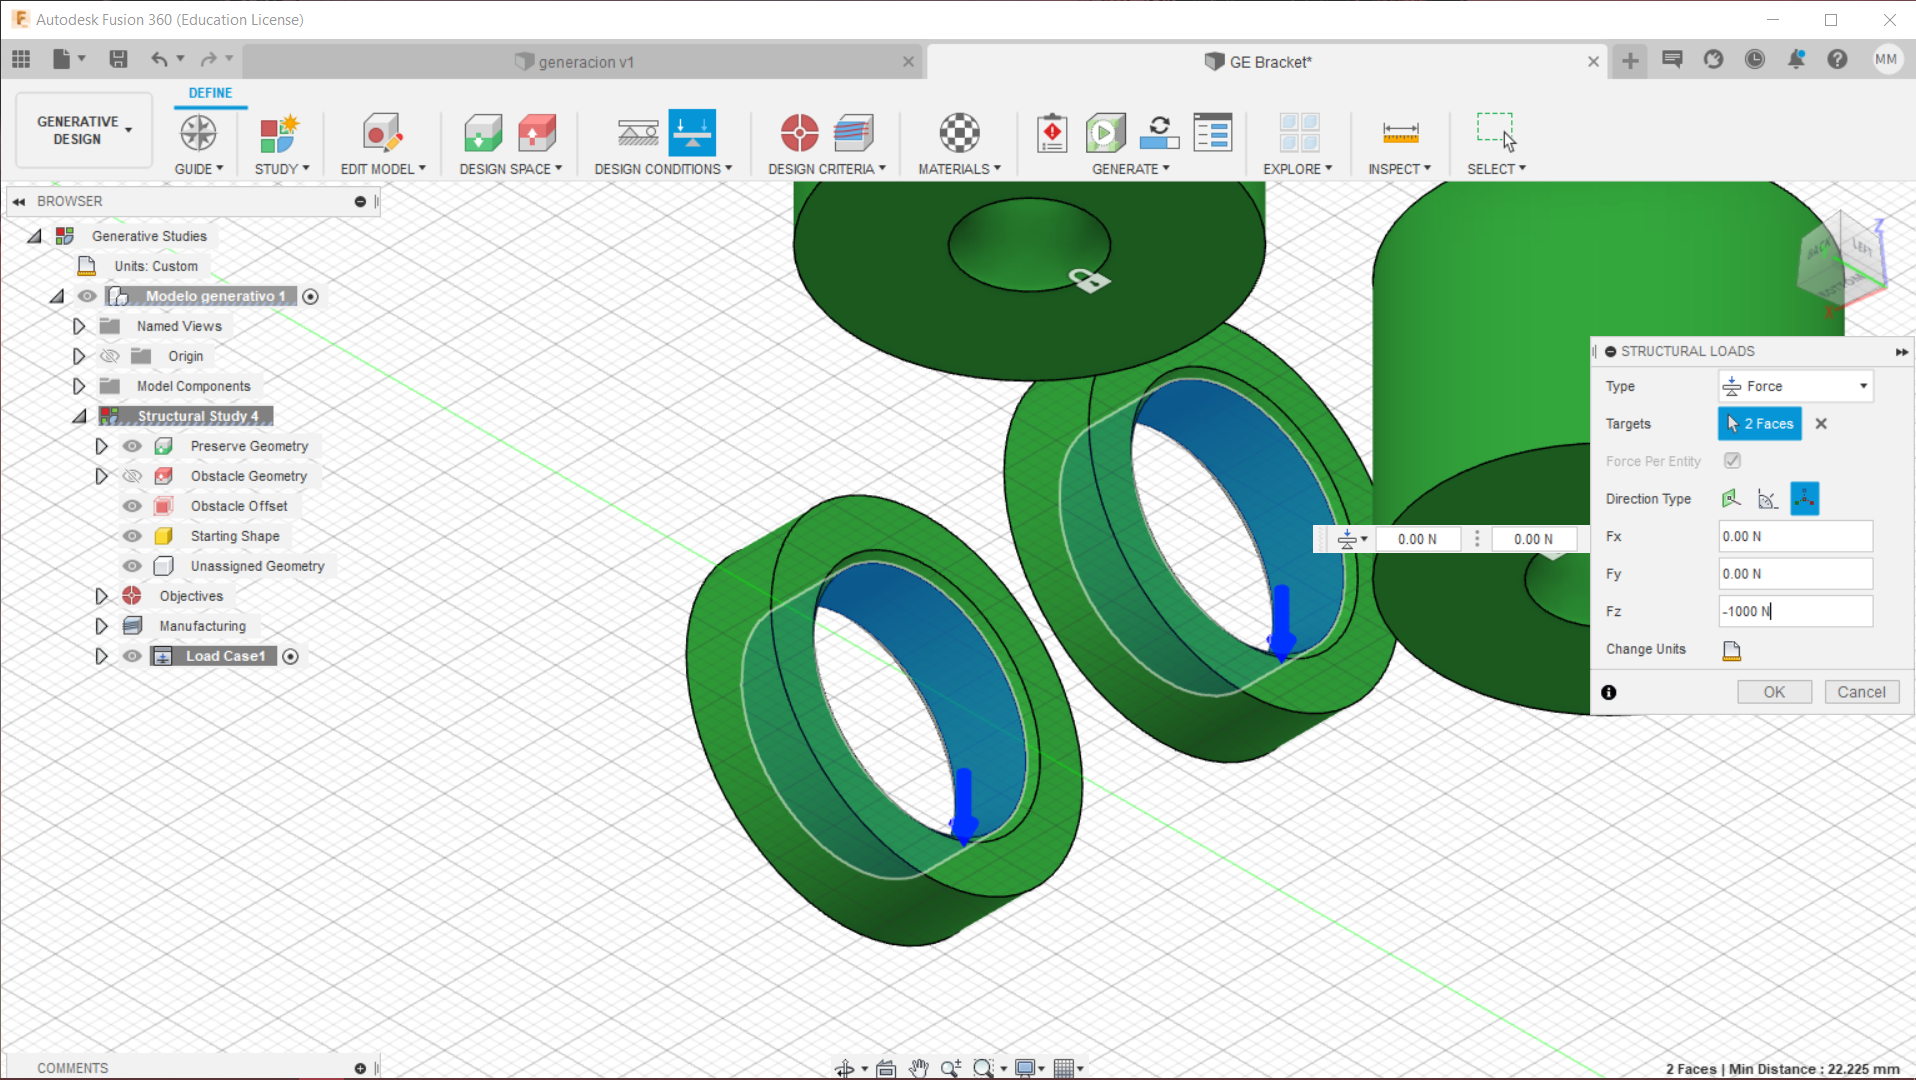 Autodesk Fusion 360 (Education License)
generacion v1
GE Bracket*
MM
DEFINE
GENERATIVE
DESIGN
GUIDE
STUDY
EDIT MODEL
DESIGN SPACE
DESIGN CONDITIONS
DESIGN CRITERIA
MATERIALS
GENERATE
EXPLORE
INSPECT
SELECT
BROWSER
Generative Studies
Units: Custom
Modelo generativo 1
Named Views
Origin
Model Components
Structural Study 4
Preserve Geometry
Obstacle Geometry
Obstacle Offset
Starting Shape
Unassigned Geometry
Objectives
Manufacturing
Load Case1
BACK
LEFT
BOTTOM
Z
X
STRUCTURAL LOADS
Type
Force
Targets
2 Faces
Force Per Entity
Direction Type
Fx
0.00 N
Fy
0.00 N
Fz
-1000 N
Change Units
OK
Cancel
0.00 N
0.00 N
COMMENTS
2 Faces | Min Distance : 22.225 mm